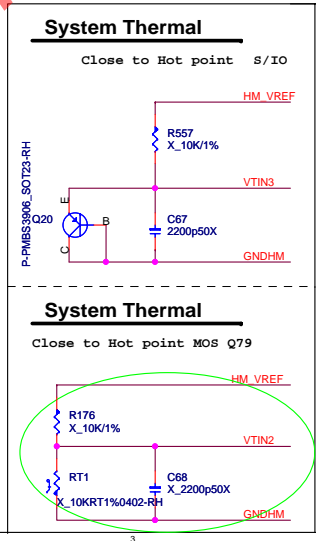 System Thermal
Close to Hot point S/IO
HM_VREF
R557
X_10K/1%
P-PMBS3906_SOT23-RH
E
VTIN3
Q20
B
C67
2200p50X
C
GNDHM
System Thermal
Close to Hot point MOS Q79
HM_VREF
R176
X_10K/1%
VTIN2
RT1
C68
X_10KRT1%0402-RH
X_2200p50X
GNDHM
3